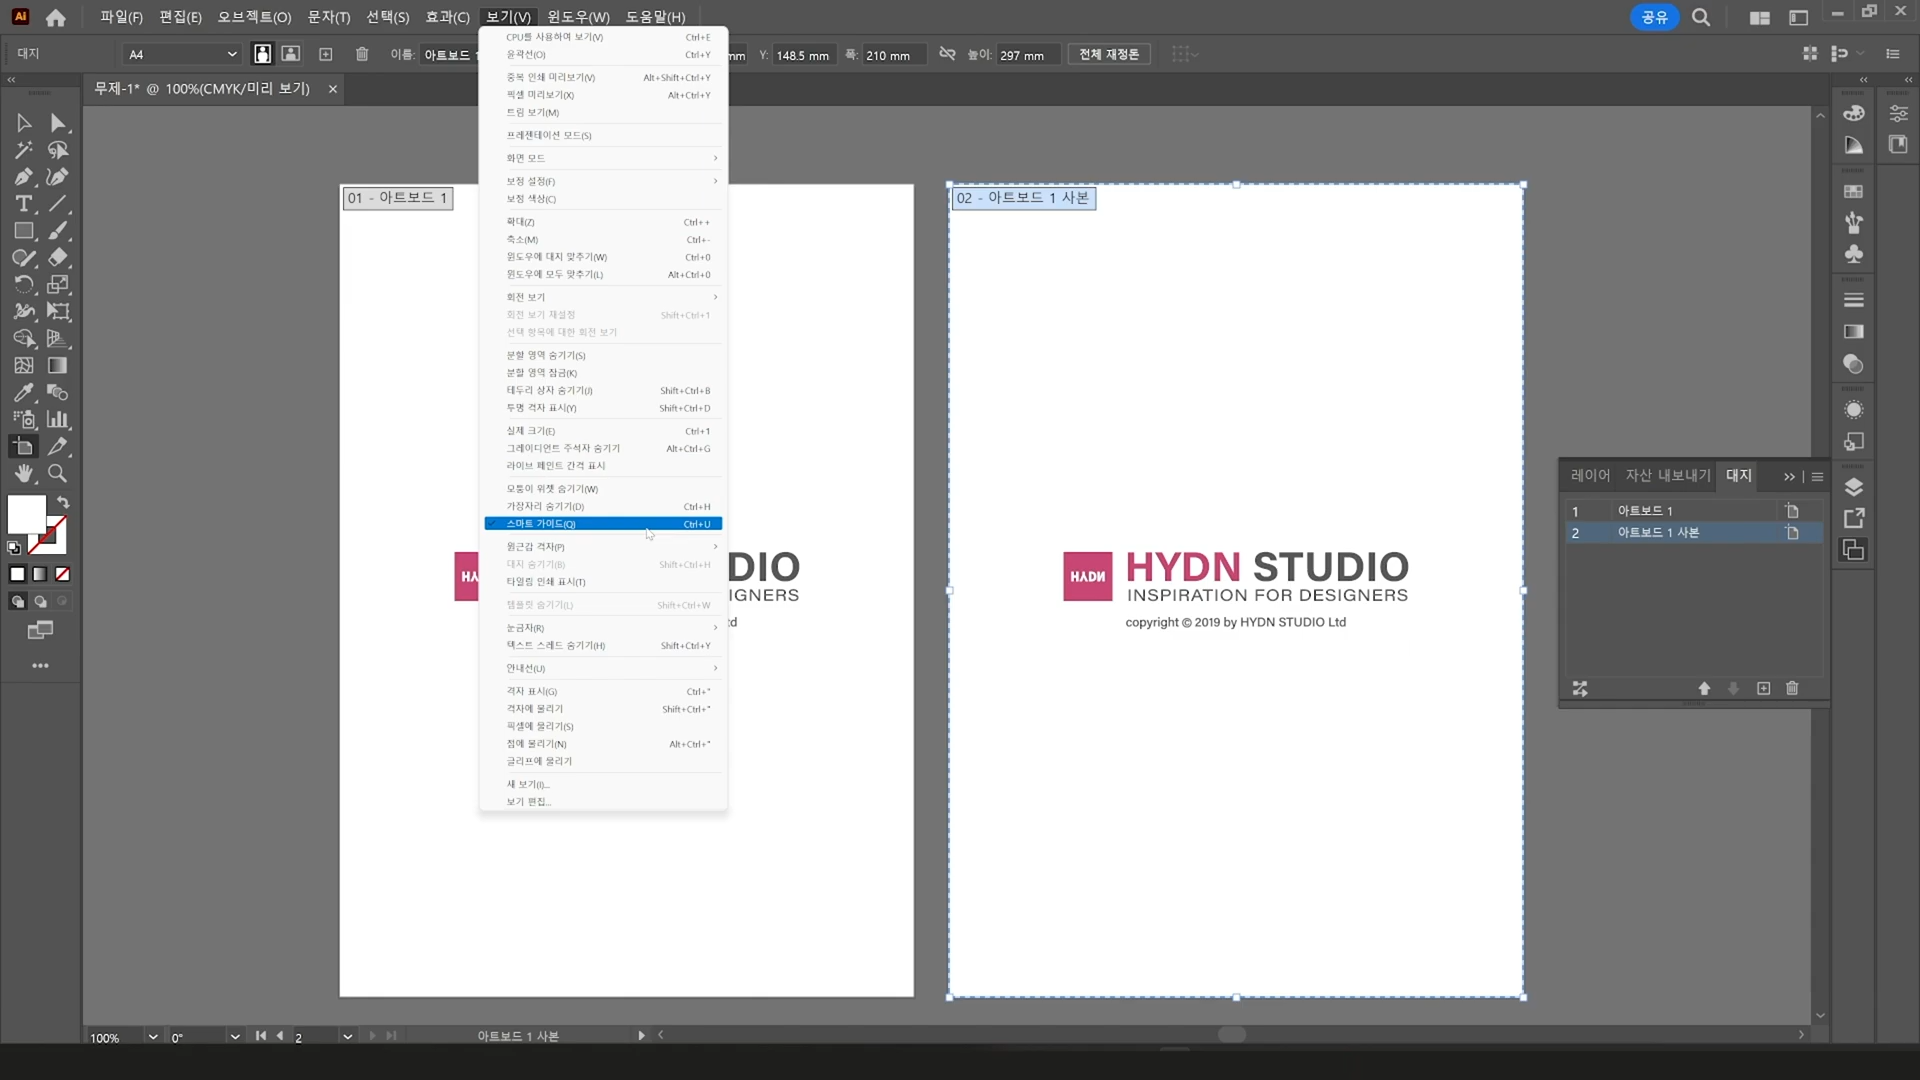 Ai 파일(F) 편집(E) 오브젝트(O) 문자(T) 선택(S) 효과(C) 보기(V) 윈도우(W) 도움말(H) 공유
대지 A4 이름: 아트보드 1 mm Y: 148.5 mm 폭: 210 mm 높이: 297 mm 전체 재정돈
무제-1* @ 100%(CMYK/미리 보기) ×
CPU를 사용하여 보기(V) Ctrl+E
윤곽선(O) Ctrl+Y
중복 인쇄 미리보기(V) Alt+Shift+Ctrl+Y
픽셀 미리보기(X) Alt+Ctrl+Y
트림 보기(M)
프레젠테이션 모드(S)
화면 모드
보정 설정(F)
보정 색상(C)
확대(Z) Ctrl++
축소(M) Ctrl+-
윈도우에 대지 맞추기(W) Ctrl+0
윈도우에 모두 맞추기(L) Alt+Ctrl+0
회전 보기
회전 보기 재설정 Shift+Ctrl+1
선택 항목에 대한 회전 보기
분할 영역 숨기기(S)
분할 영역 잠금(K)
테두리 상자 숨기기(J) Shift+Ctrl+B
투명 격자 표시(Y) Shift+Ctrl+D
실제 크기(E) Ctrl+1
그레이디언트 주석자 숨기기 Alt+Ctrl+G
라이브 페인트 간격 표시
모퉁이 위젯 숨기기(W)
가장자리 숨기기(D) Ctrl+H
스마트 가이드(Q) Ctrl+U
원근감 격자(P)
대지 숨기기(B) Shift+Ctrl+H
타일링 인쇄 표시(T)
템플릿 숨기기(L) Shift+Ctrl+W
눈금자(R)
텍스트 스레드 숨기기(H) Shift+Ctrl+Y
안내선(U)
격자 표시(G) Ctrl+"
격자에 물리기 Shift+Ctrl+"
픽셀에 물리기(S)
점에 물리기(N) Alt+Ctrl+"
글리프에 물리기
새 보기(I)...
보기 편집...
01 - 아트보드 1
DIO
IGNERS
td
02 - 아트보드 1 사본
HYDN
HYDN STUDIO
INSPIRATION FOR DESIGNERS
copyright © 2019 by HYDN STUDIO Ltd
레이어 자산 내보내기 대지
1 아트보드 1
2 아트보드 1 사본
100% 0° 2 아트보드 1 사본